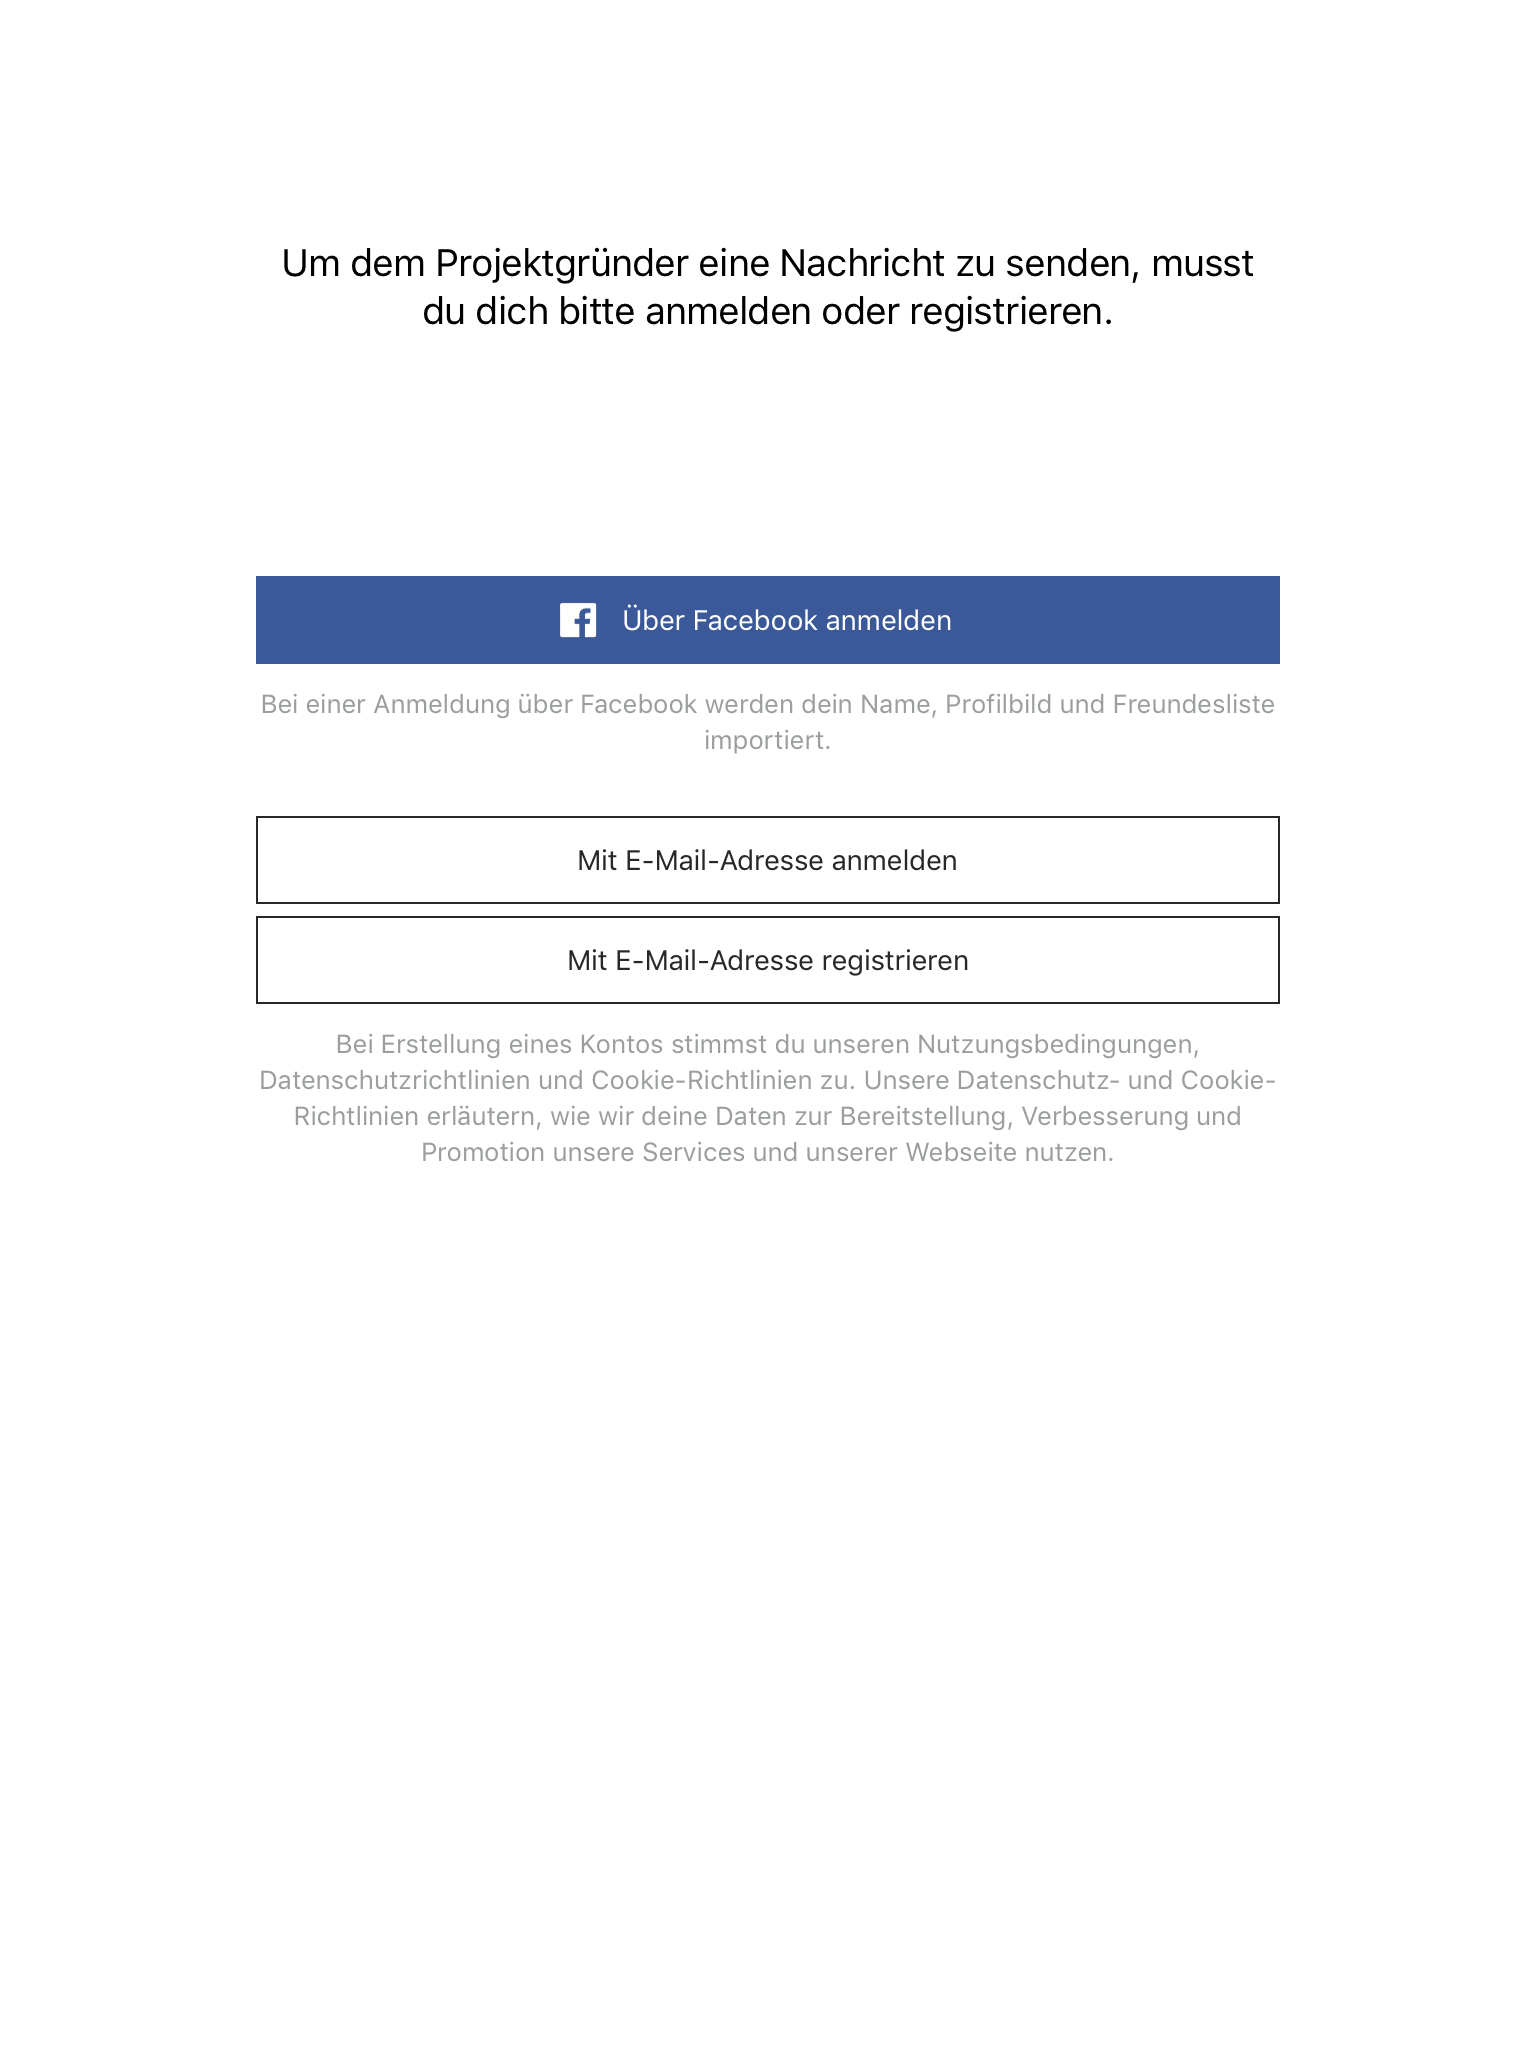 Um dem Projektgründer eine Nachricht zu senden, musst
du dich bitte anmelden oder registrieren.
Über Facebook anmelden
Bei einer Anmeldung über Facebook werden dein Name, Profilbild und Freundesliste
importiert.
Mit E-Mail-Adresse anmelden
Mit E-Mail-Adresse registrieren
Bei Erstellung eines Kontos stimmst du unseren Nutzungsbedingungen,
Datenschutzrichtlinien und Cookie-Richtlinien zu. Unsere Datenschutz- und Cookie-
Richtlinien erläutern, wie wir deine Daten zur Bereitstellung, Verbesserung und
Promotion unsere Services und unserer Webseite nutzen.